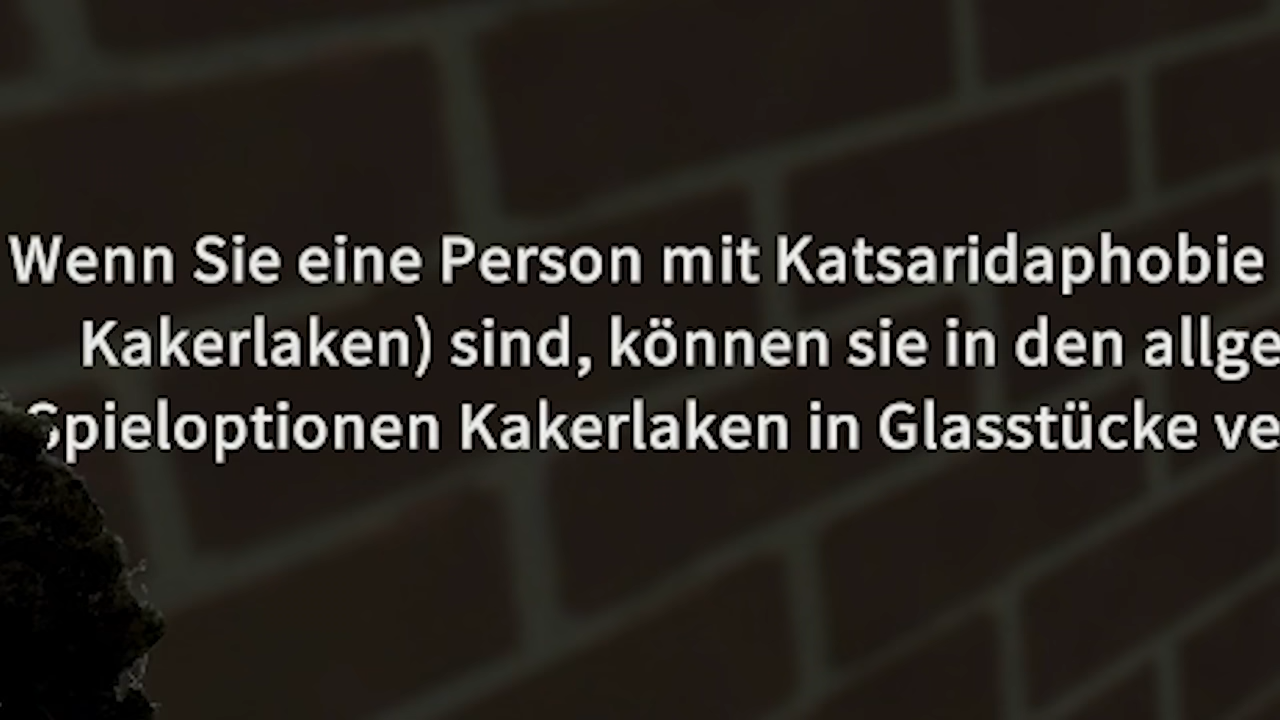 Wenn Sie eine Person mit Katsaridaphobie
Kakerlaken) sind, können sie in den allge
Spieloptionen Kakerlaken in Glasstücke ve